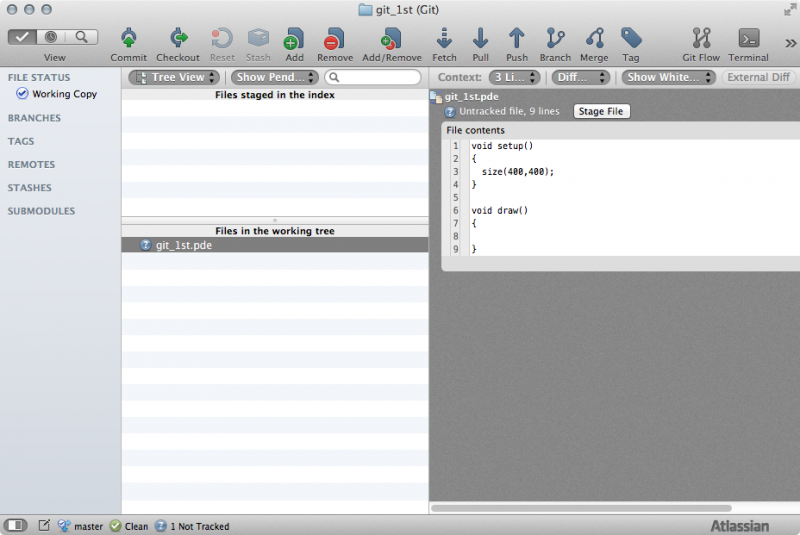 git_1st (Git)
View Commit Checkout Reset Stash Add Remove Add/Remove Fetch Pull Push Branch Merge Tag Git Flow Terminal
FILE STATUS
Working Copy
BRANCHES
TAGS
REMOTES
STASHES
SUBMODULES
Tree View Show Pend...
Files staged in the index
Files in the working tree
git_1st.pde
Context: 3 Li... Diff... Show White... External Diff
git_1st.pde
Untracked file, 9 lines Stage File
File contents
1 void setup()
2 {
3 size(400,400);
4 }
5
6 void draw()
7 {
8
9 }
master Clean 1 Not Tracked
Atlassian